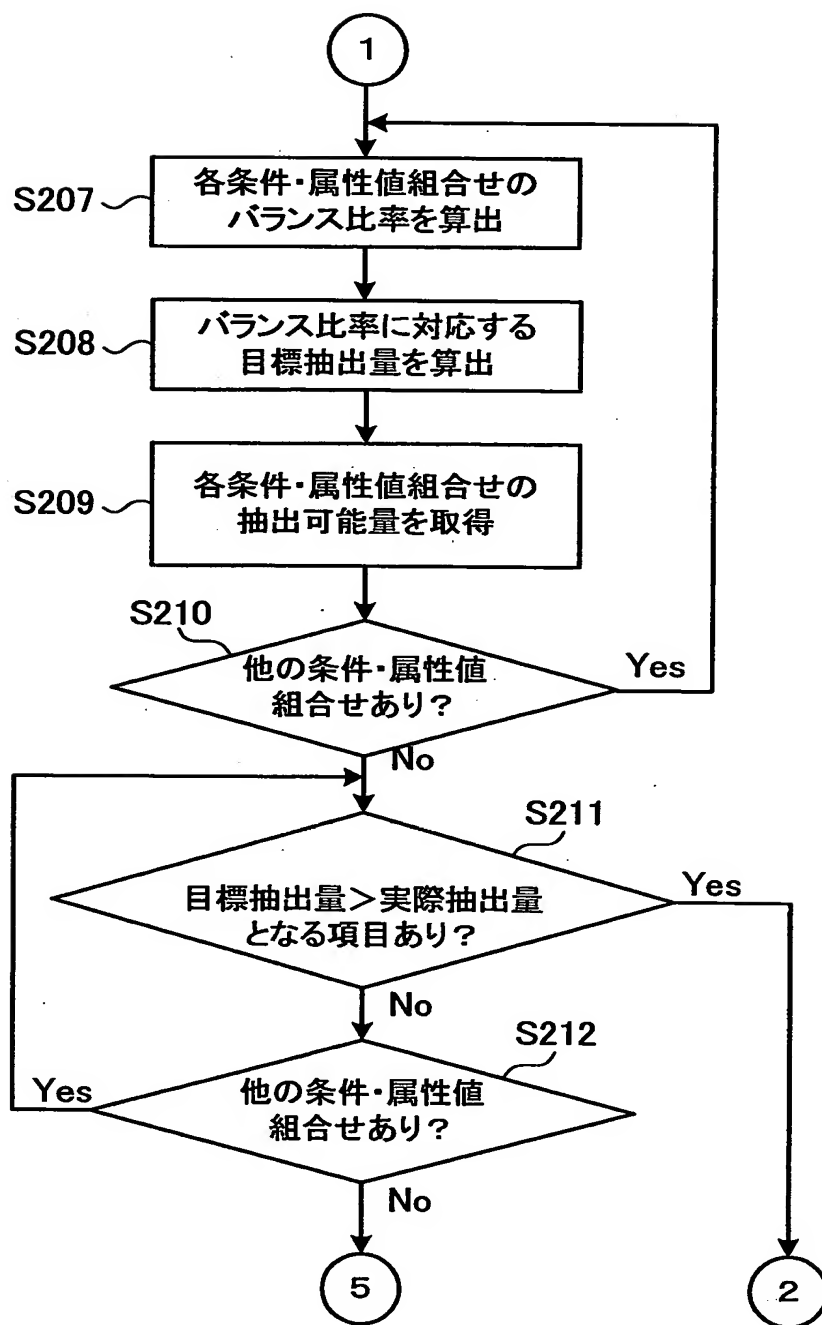 1
S207
各条件・属性値組合せの
バランス比率を算出
S208
バランス比率に対応する
目標抽出量を算出
S209
各条件・属性値組合せの
抽出可能量を取得
S210
他の条件・属性値
組合せあり?
Yes
No
S211
目標抽出量>実際抽出量
となる項目あり?
Yes
No
S212
他の条件・属性値
組合せあり?
Yes
No
5
2